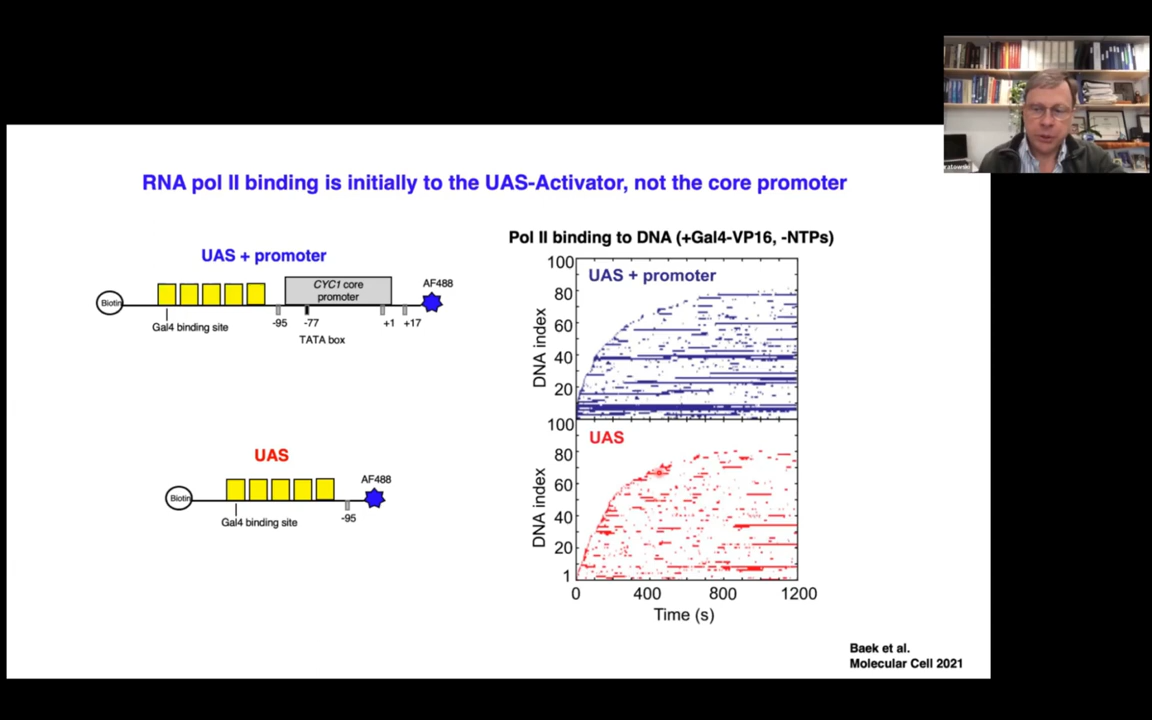 RNA pol II binding is initially to the UAS-Activator, not the core promoter
UAS + promoter
Biotin
CYC1 core
promoter
AF488
Gal4 binding site
-95
-77
+1
+17
TATA box
UAS
Biotin
AF488
Gal4 binding site
-95
Pol II binding to DNA (+Gal4-VP16, -NTPs)
UAS + promoter
DNA index
100
80
60
40
20
UAS
DNA index
100
80
60
40
20
1
0
400
800
1200
Time (s)
Baek et al.
Molecular Cell 2021